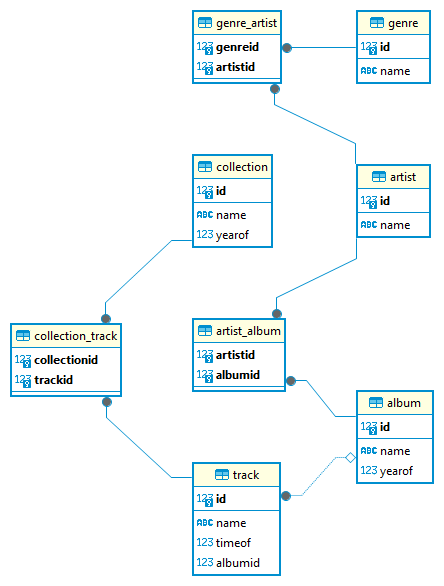 genre_artist
123 genreid
123 artistid
genre
123 id
ABC name
collection
123 id
ABC name
123 yearof
artist
123 id
ABC name
collection_track
123 collectionid
123 trackid
artist_album
123 artistid
123 albumid
album
123 id
ABC name
123 yearof
track
123 id
ABC name
123 timeof
123 albumid